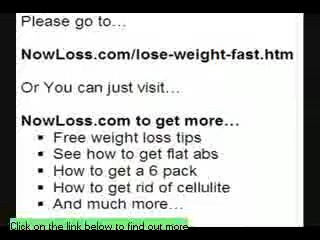 Please go to...
NowLoss.com/lose-weight-fast.htm
Or You can just visit...
NowLoss.com to get more...
▪ Free weight loss tips
▪ See how to get flat abs
▪ How to get a 6 pack
▪ How to get rid of cellulite
▪ And much more...
Click on the link below to find out more